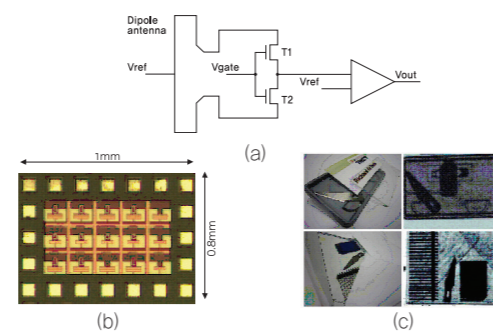 Dipole
antenna
T1
Vref
Vgate
Vref
Vout
T2
(a)
1mm
0.8mm
(b)
(c)